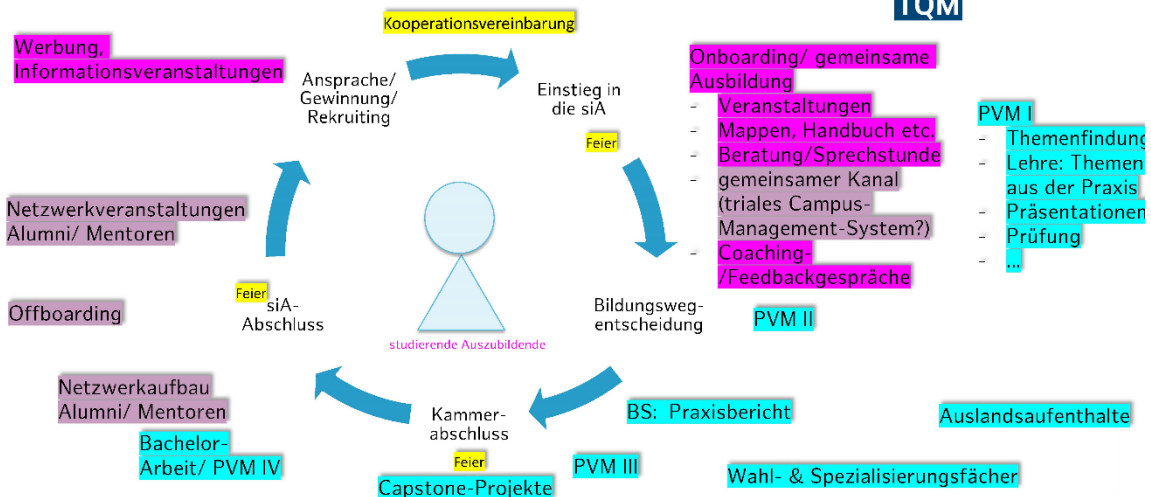 TQM
Kooperationsvereinbarung
Werbung,
Informationsveranstaltungen
Ansprache/
Gewinnung/
Rekruiting
Einstieg in
die siA
Feier
Onboarding/ gemeinsame
Ausbildung
- Veranstaltungen
- Mappen, Handbuch etc.
- Beratung/Sprechstunde
- gemeinsamer Kanal
(triales Campus-
Management-System?)
- Coaching-
/Feedbackgespräche
PVM I
- Themenfindung
- Lehre: Themen
aus der Praxis
- Präsentationen
- Prüfung
- ...
Netzwerkveranstaltungen
Alumni/ Mentoren
Feier
siA-
Abschluss
Offboarding
studierende Auszubildende
Bildungsweg-
entscheidung
PVM II
Netzwerkaufbau
Alumni/ Mentoren
Bachelor-
Arbeit/ PVM IV
Kammer-
abschluss
Feier
Capstone-Projekte
BS: Praxisbericht
PVM III
Auslandsaufenthalte
Wahl- & Spezialisierungsfächer